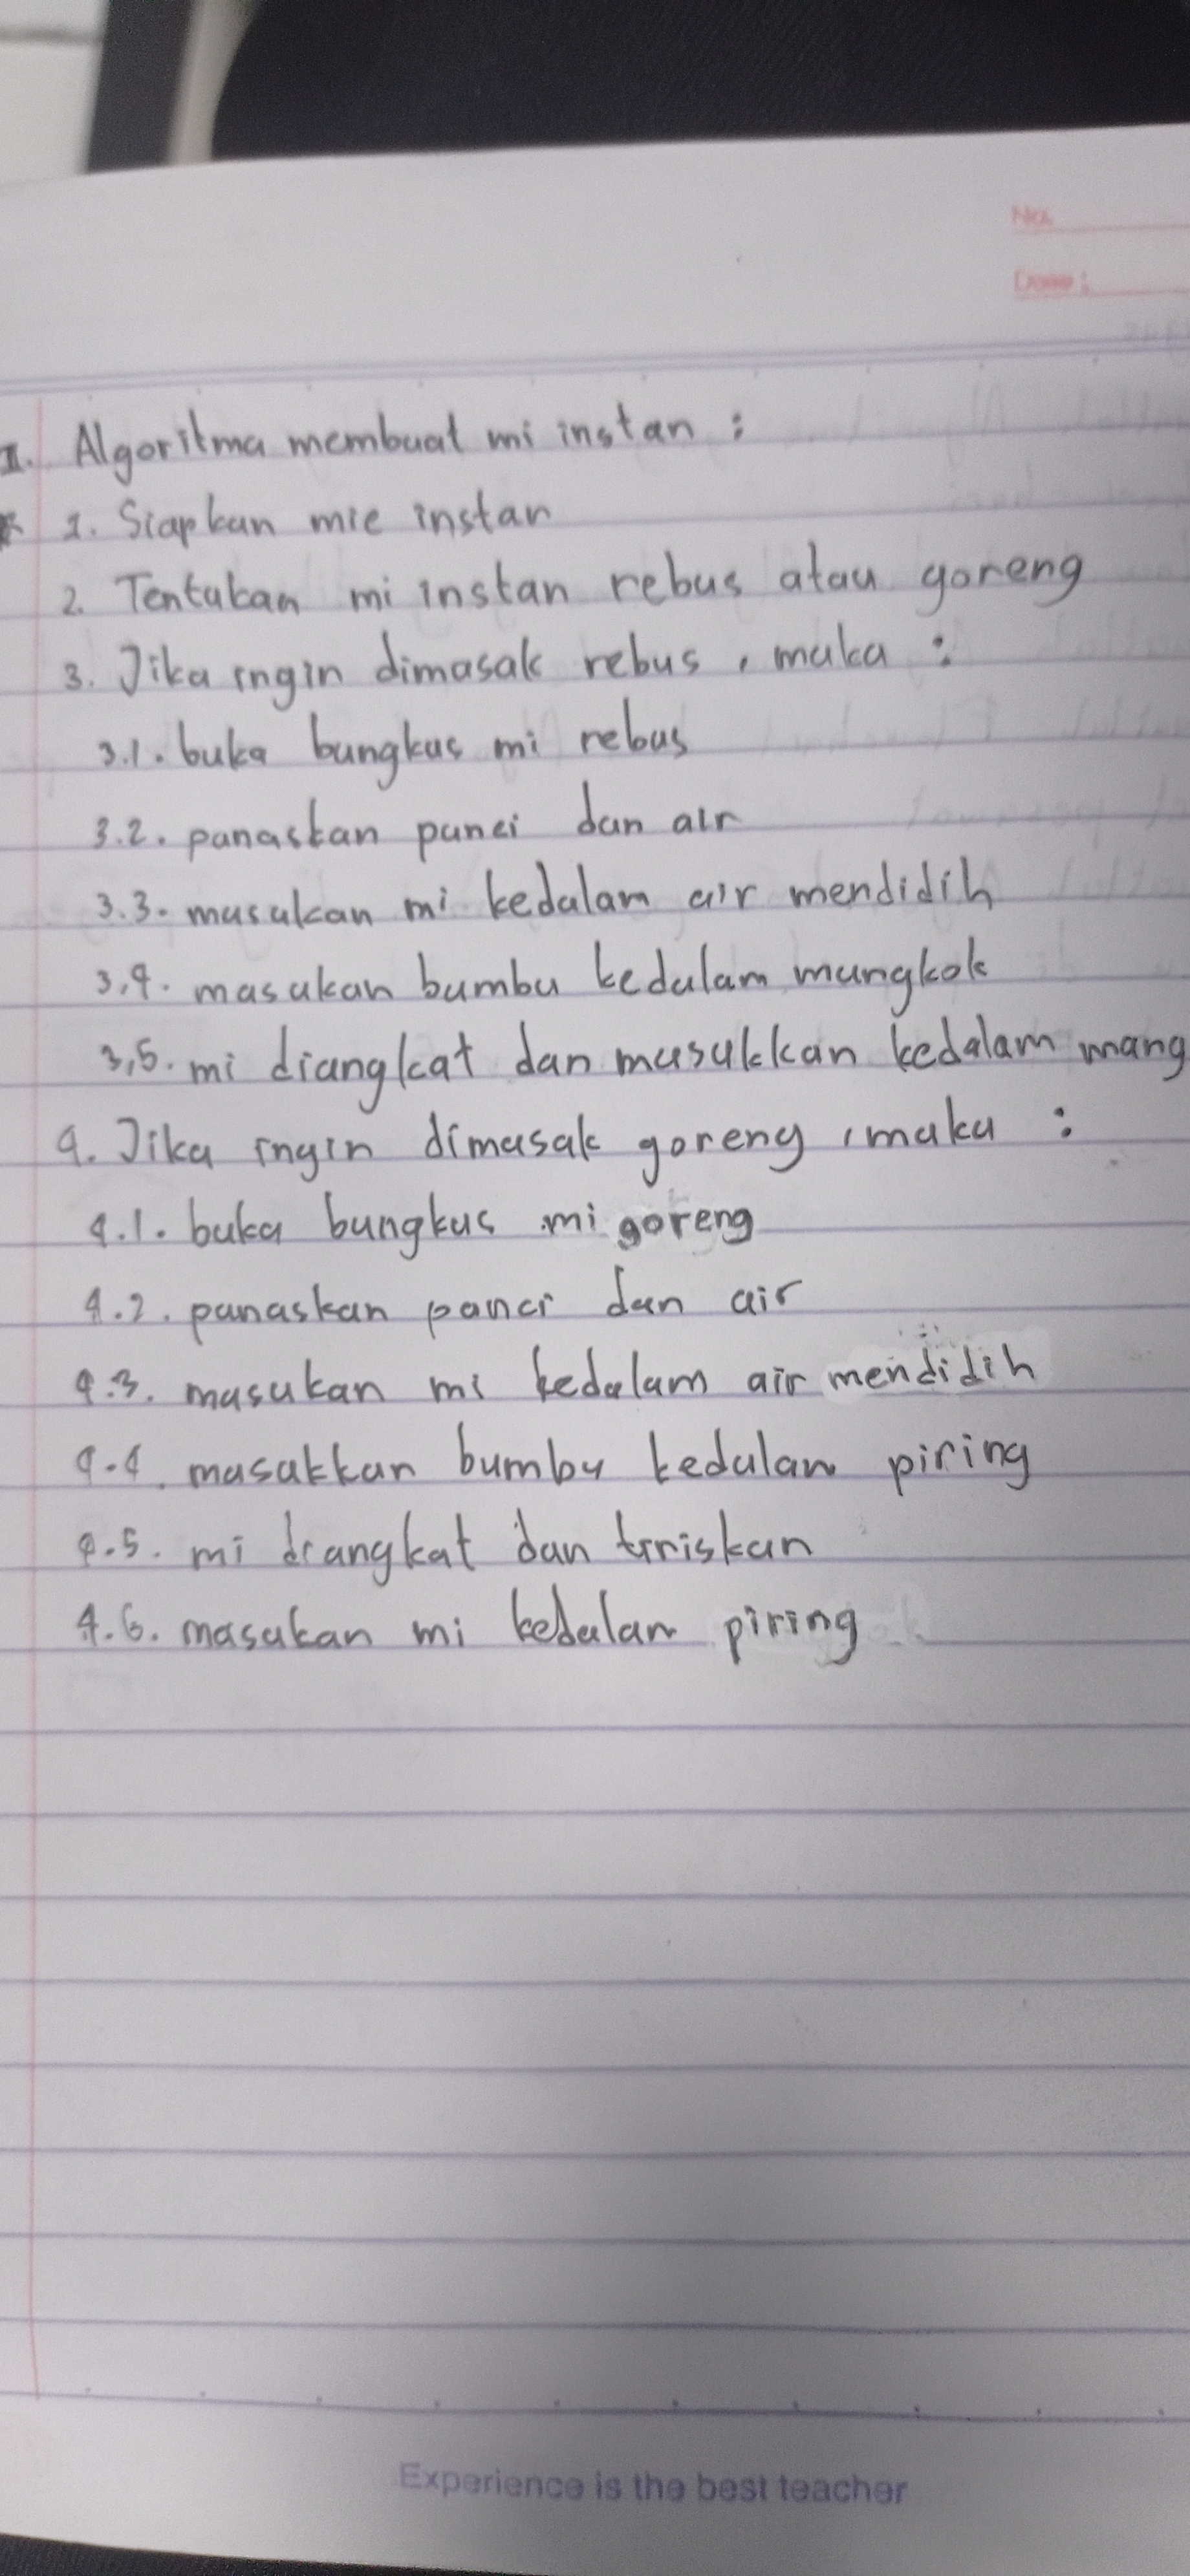 No.
Date:
I. Algoritma membuat mi instan :
1. Siapkan mie instan
2. Tentukan mi instan rebus atau goreng
3. Jika ingin dimasak rebus, maka :
3.1. buka bungkus mi rebus
3.2. panaskan panci dan air
3.3. masukan mi kedalam air mendidih
3.4. masukan bumbu kedalam mangkok
3.5. mi diangkat dan masukkan kedalam mang
4. Jika ingin dimasak goreng, maka :
4.1. buka bungkus mi goreng
4.2. panaskan panci dan air
4.3. masukan mi kedalam air mendidih
4.4. masukkan bumbu kedalam piring
4.5. mi diangkat dan tiriskan
4.6. masukan mi kedalam piring
Experience is the best teacher